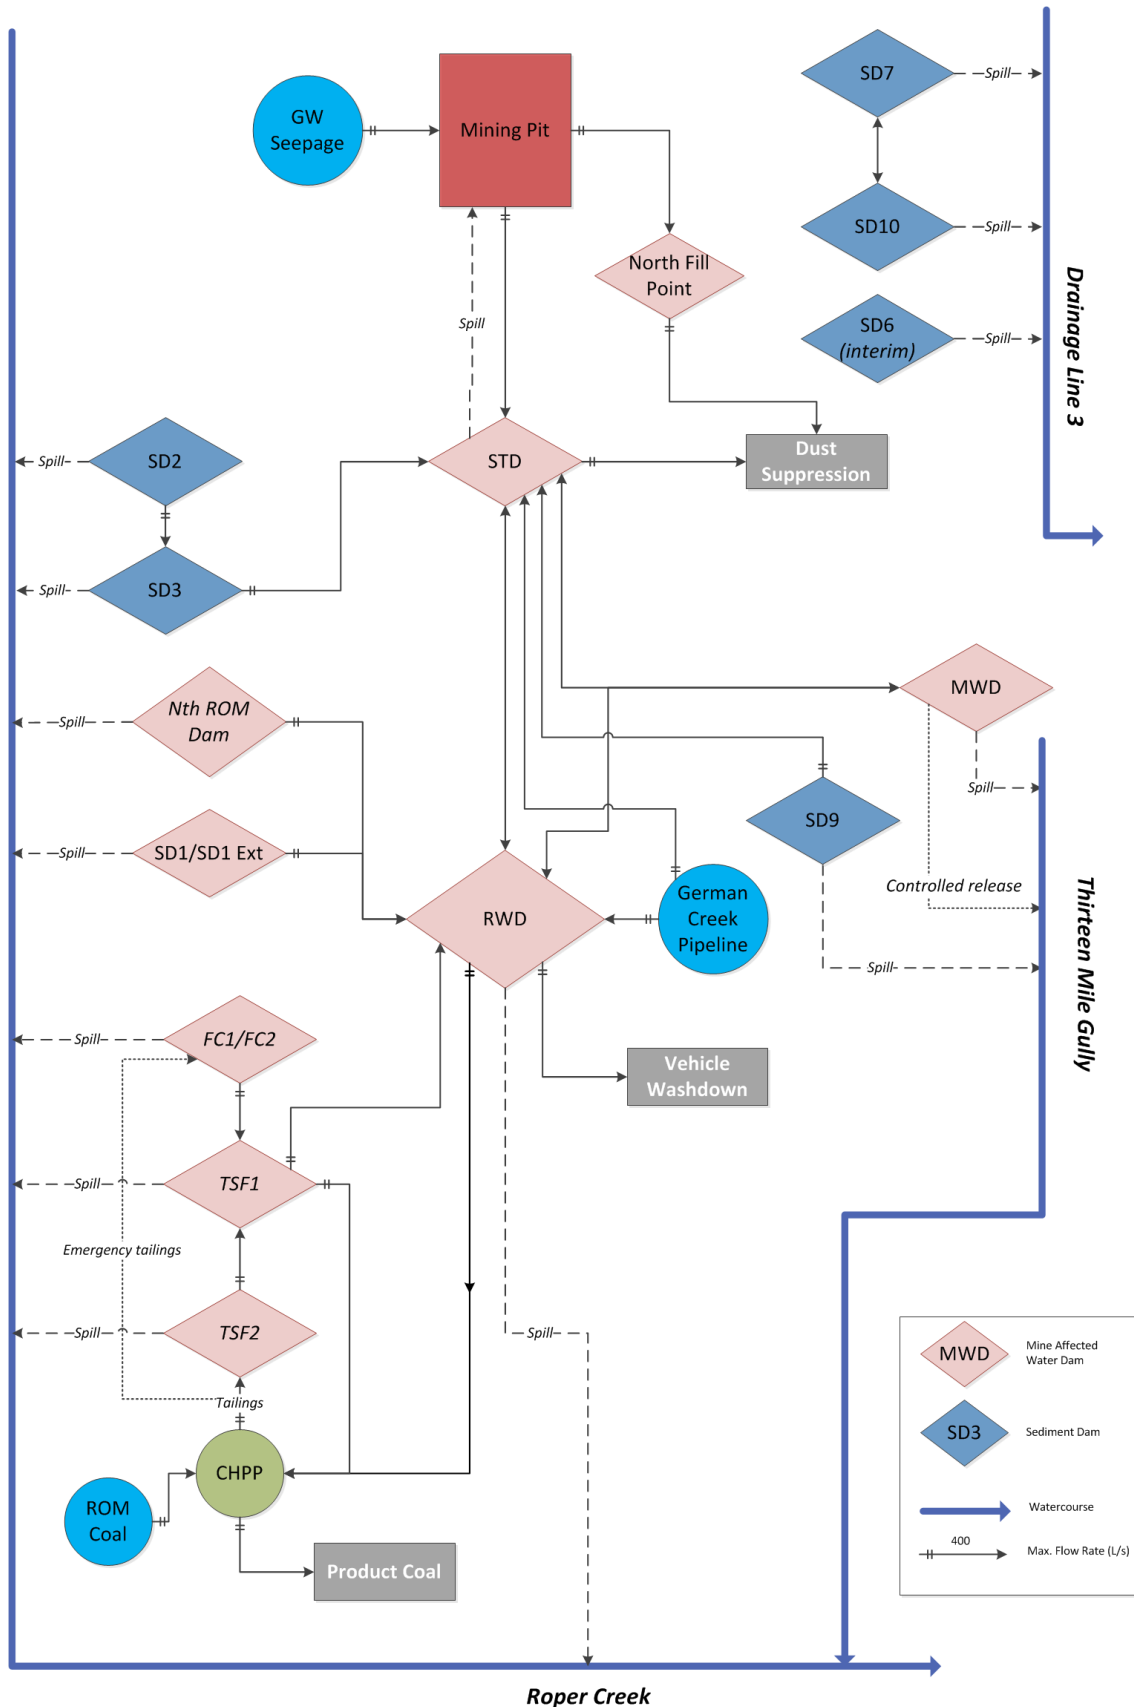 GW
Seepage
Mining Pit
SD7
Spill
SD10
Spill
North Fill
Point
SD6
(interim)
Spill
Drainage Line 3
Spill
SD2
Spill
STD
Dust
Suppression
SD3
Spill
Nth ROM
Dam
Spill
MWD
Spill
SD9
SD1/SD1 Ext
Spill
Controlled release
German
Creek
Pipeline
RWD
Spill
Thirteen Mile Gully
FC1/FC2
Spill
Vehicle
Washdown
TSF1
Spill
Emergency tailings
TSF2
Spill
Spill
Tailings
CHPP
ROM
Coal
Product Coal
MWD
Mine Affected
Water Dam
SD3
Sediment Dam
Watercourse
400
Max. Flow Rate (L/s)
Roper Creek